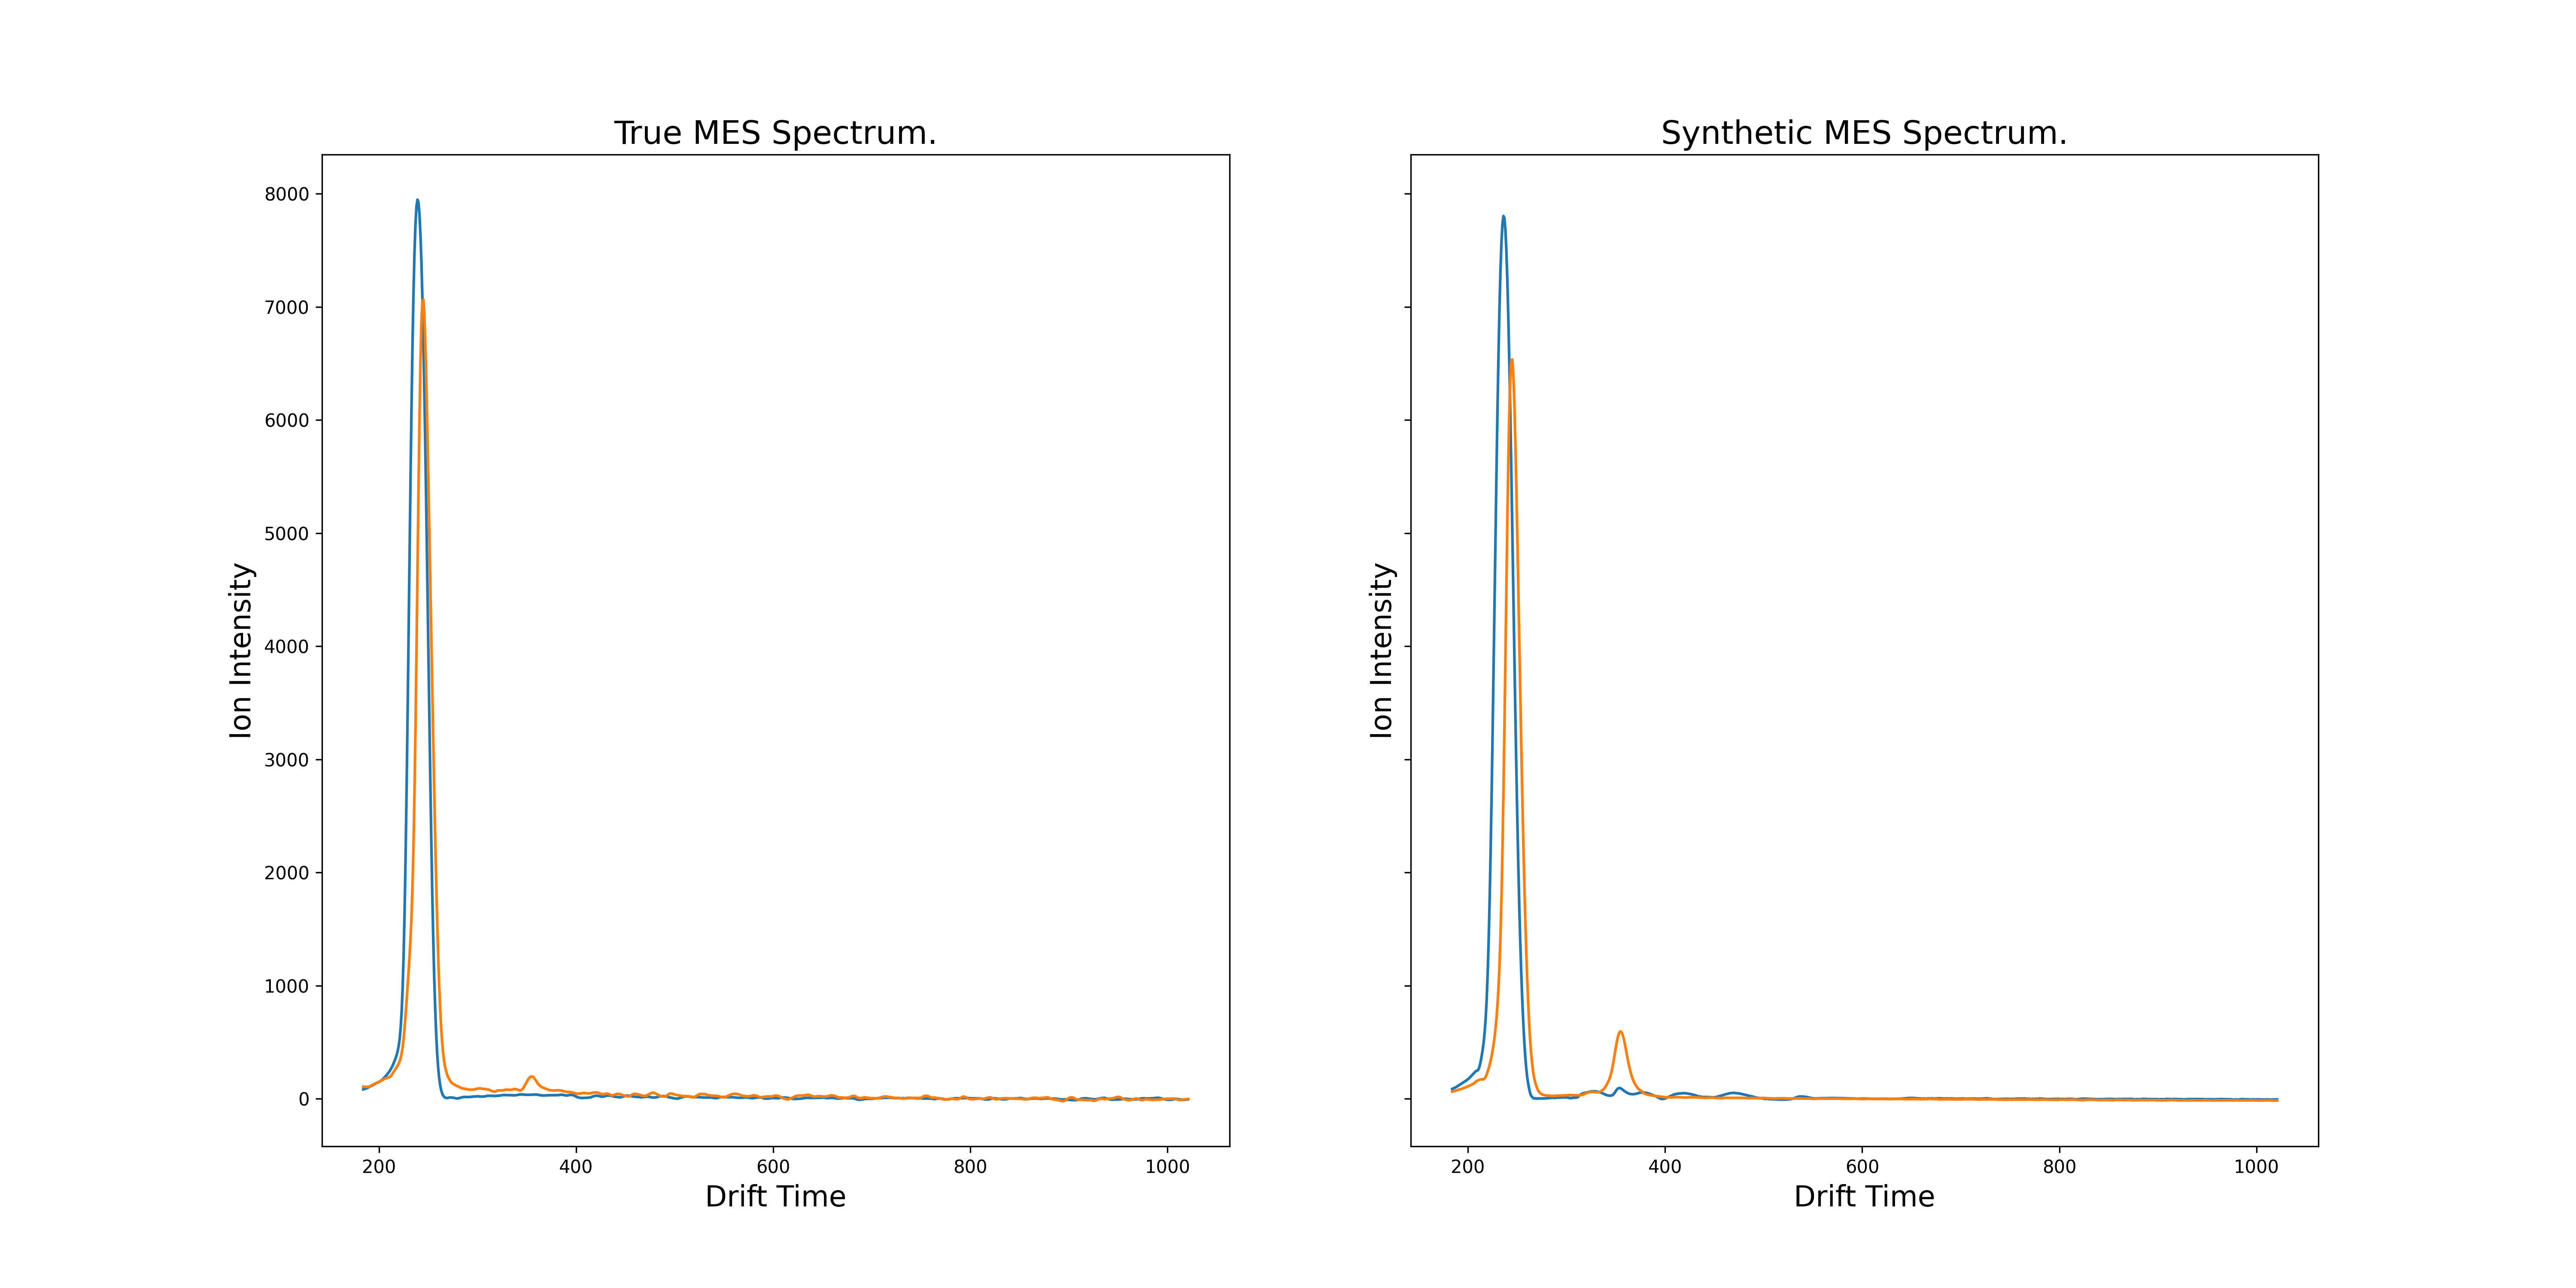 True MES Spectrum.
Synthetic MES Spectrum.
8000
7000
6000
5000
4000
3000
2000
1000
0
Ion Intensity
Ion Intensity
200 400 600 800 1000
200 400 600 800 1000
Drift Time
Drift Time